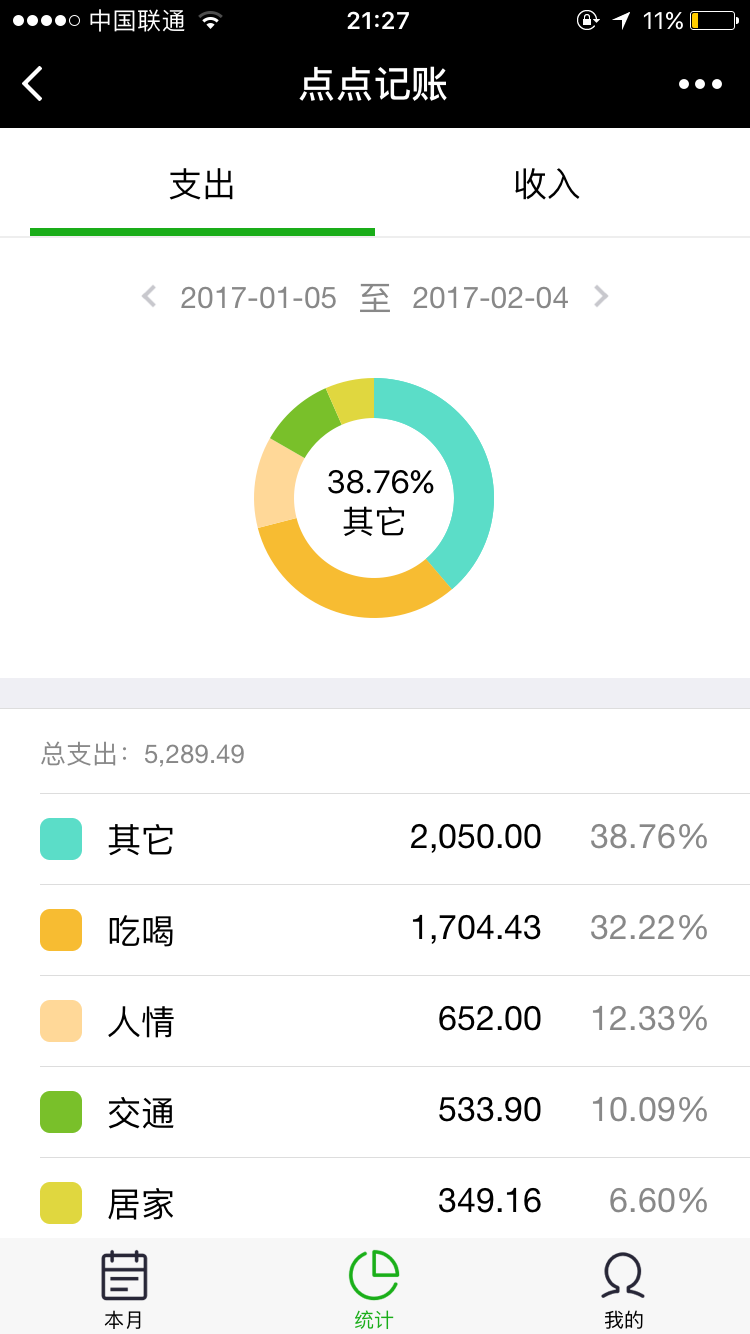 中国联通 21:27 11%
点点记账
支出 收入
2017-01-05 至 2017-02-04
38.76%
其它
总支出：5,289.49
其它 2,050.00 38.76%
吃喝 1,704.43 32.22%
人情 652.00 12.33%
交通 533.90 10.09%
居家 349.16 6.60%
本月 统计 我的